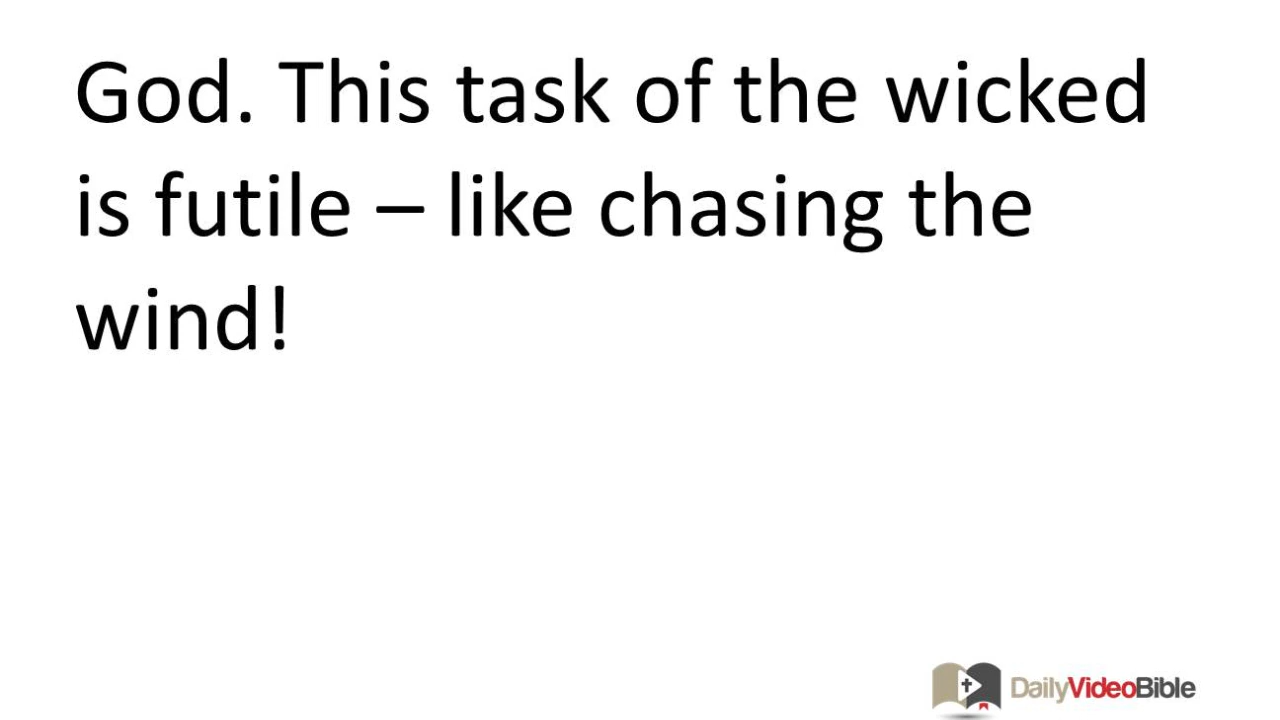 God. This task of the wicked
is futile – like chasing the
wind!
DailyVideoBible